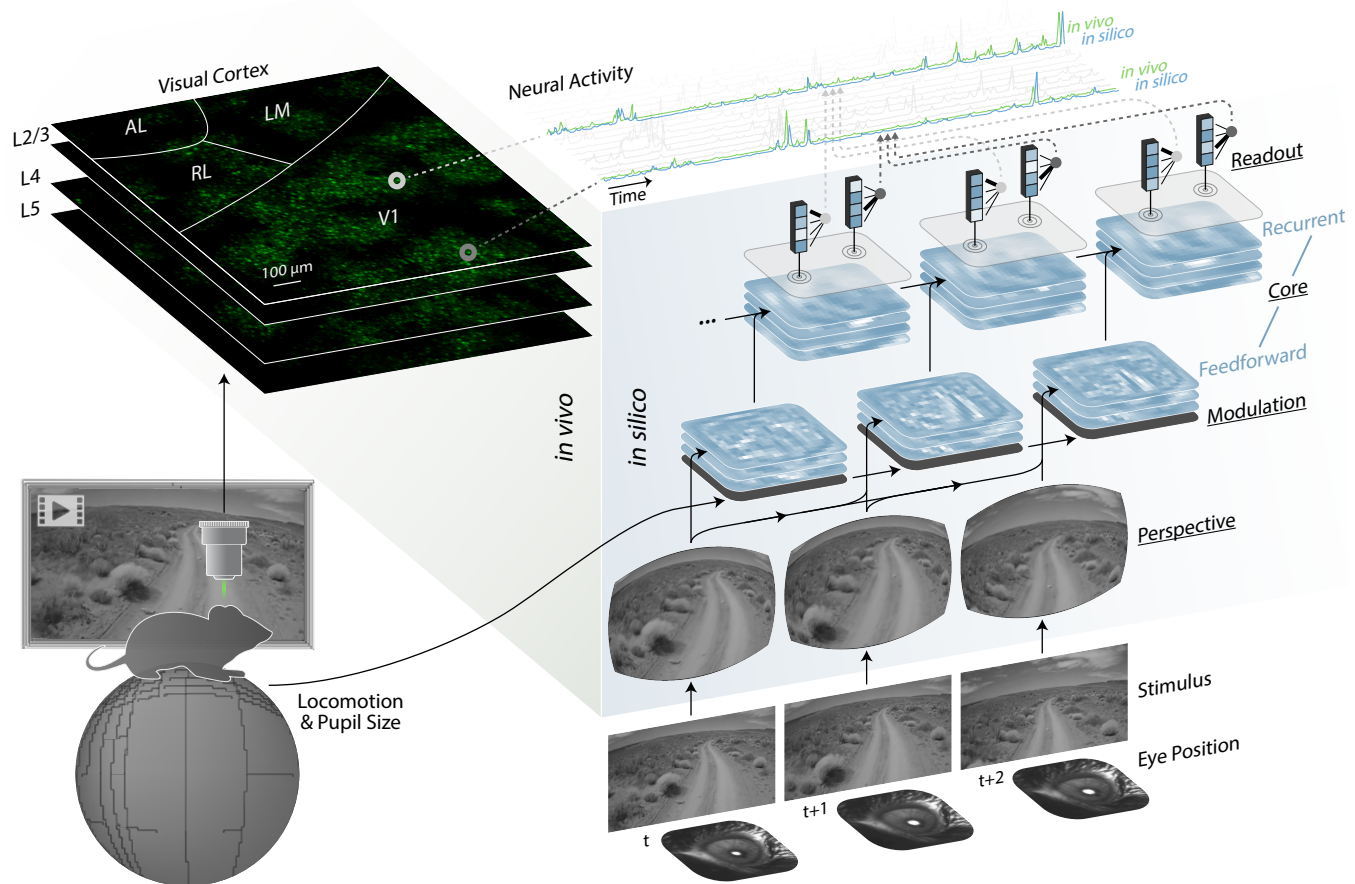 Visual Cortex
L2/3
L4
L5
AL
LM
RL
V1
100 µm
Neural Activity
in vivo
in silico
in vivo
in silico
Time
Readout
Recurrent
Core
Feedforward
Modulation
...
in vivo
in silico
Perspective
Locomotion
& Pupil Size
Stimulus
Eye Position
t
t+1
t+2